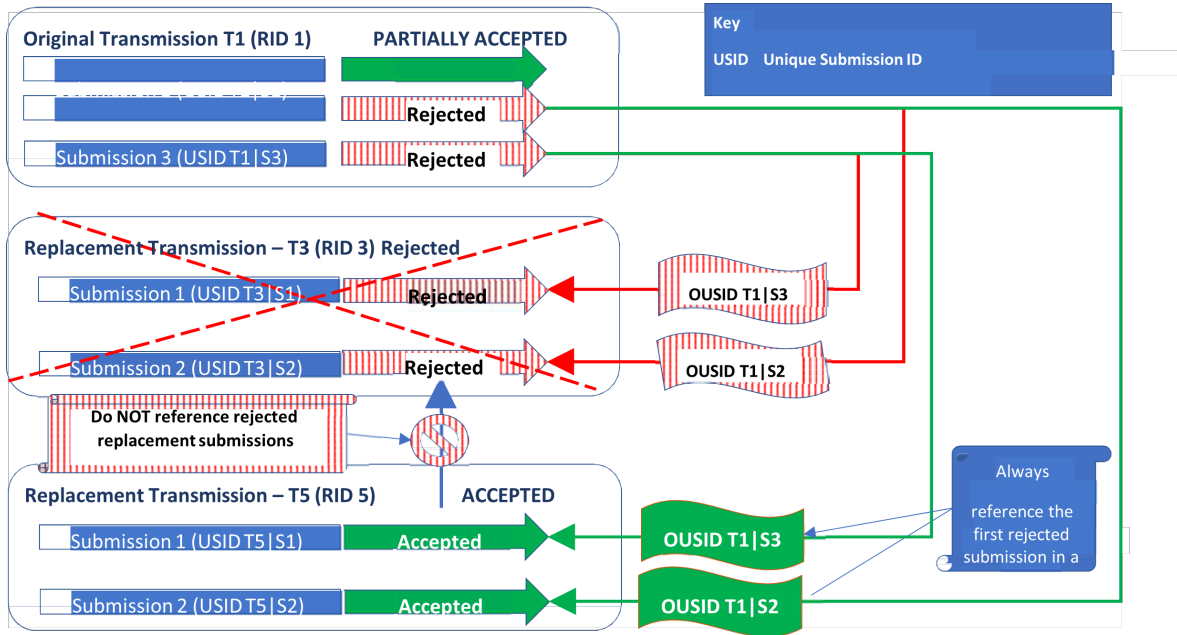 Original Transmission T1 (RID 1)
PARTIALLY ACCEPTED
Rejected
Submission 3 (USID T1|S3)
Rejected
Key
USID Unique Submission ID
Replacement Transmission – T3 (RID 3) Rejected
Submission 1 (USID T3|S1)
Rejected
OUSID T1|S3
Submission 2 (USID T3|S2)
Rejected
OUSID T1|S2
Do NOT reference rejected
replacement submissions
Replacement Transmission – T5 (RID 5)
ACCEPTED
Submission 1 (USID T5|S1)
Accepted
OUSID T1|S3
Submission 2 (USID T5|S2)
Accepted
OUSID T1|S2
Always
reference the
first rejected
submission in a